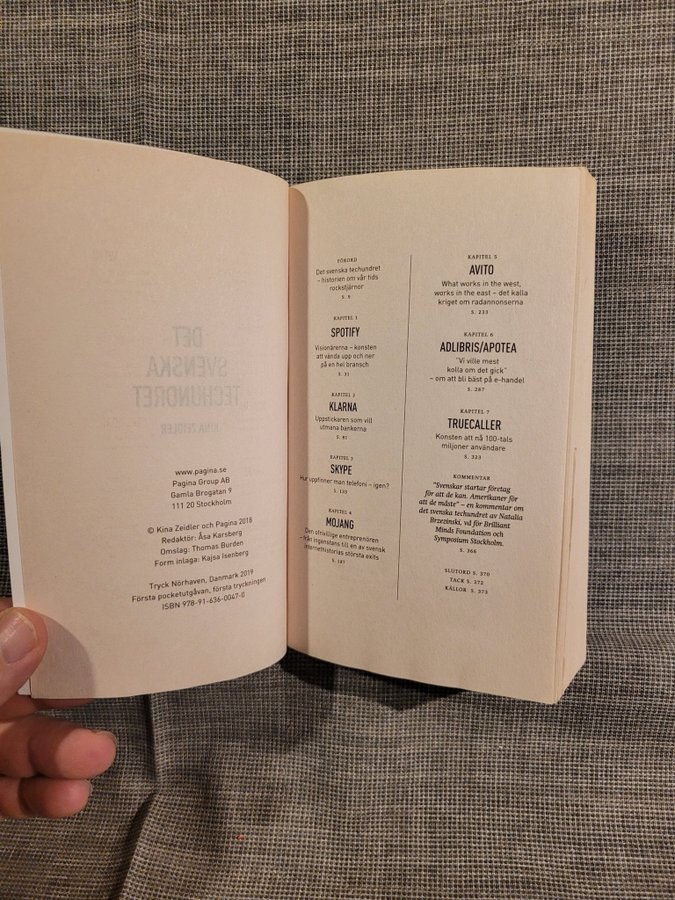 DET
SVENSKA
TECHUNDRET
KINA ZEIDLER
www.pagina.se
Pagina Group AB
Gamla Brogatan 9
111 20 Stockholm
© Kina Zeidler och Pagina 2018
Redaktör: Åsa Karsberg
Omslag: Thomas Burden
Form inlaga: Kajsa Isenberg
Tryck Nørhaven, Danmark 2019
Första pocketutgåvan, första tryckningen
ISBN 978-91-636-0047-0
FÖRORD
Det svenska techundret
– historien om vår tids
rockstjärnor
S. 9
KAPITEL 1
SPOTIFY
Visionärerna – konsten
att vända upp och ner
på en hel bransch
S. 31
KAPITEL 2
KLARNA
Uppstickaren som vill
utmana bankerna
S. 81
KAPITEL 3
SKYPE
Hur uppfinner man telefoni – igen?
S.
KAPITEL 4
MOJANG
Den ofrivillige entreprenören
– från ingenstans till en av svensk
internethistorias största exits
S. 187
KAPITEL 5
AVITO
What works in the west,
works in the east – det kalla
kriget om radannonserna
S. 233
KAPITEL 6
ADLIBRIS/APOTEA
"Vi ville mest
kolla om det gick"
– om att bli bäst på e-handel
S. 287
KAPITEL 7
TRUECALLER
Konsten att nå 100-tals
miljoner användare
S. 323
KOMMENTAR
"Svenskar startar företag
för att de kan. Amerikaner för
att de måste" – en kommentar om
det svenska techundret av Natalia
Brzezinski, vd för Brilliant
Minds Foundation och
Symposium Stockholm.
S. 366
SLUTORD S. 370
TACK S. 372
KÄLLOR S. 373